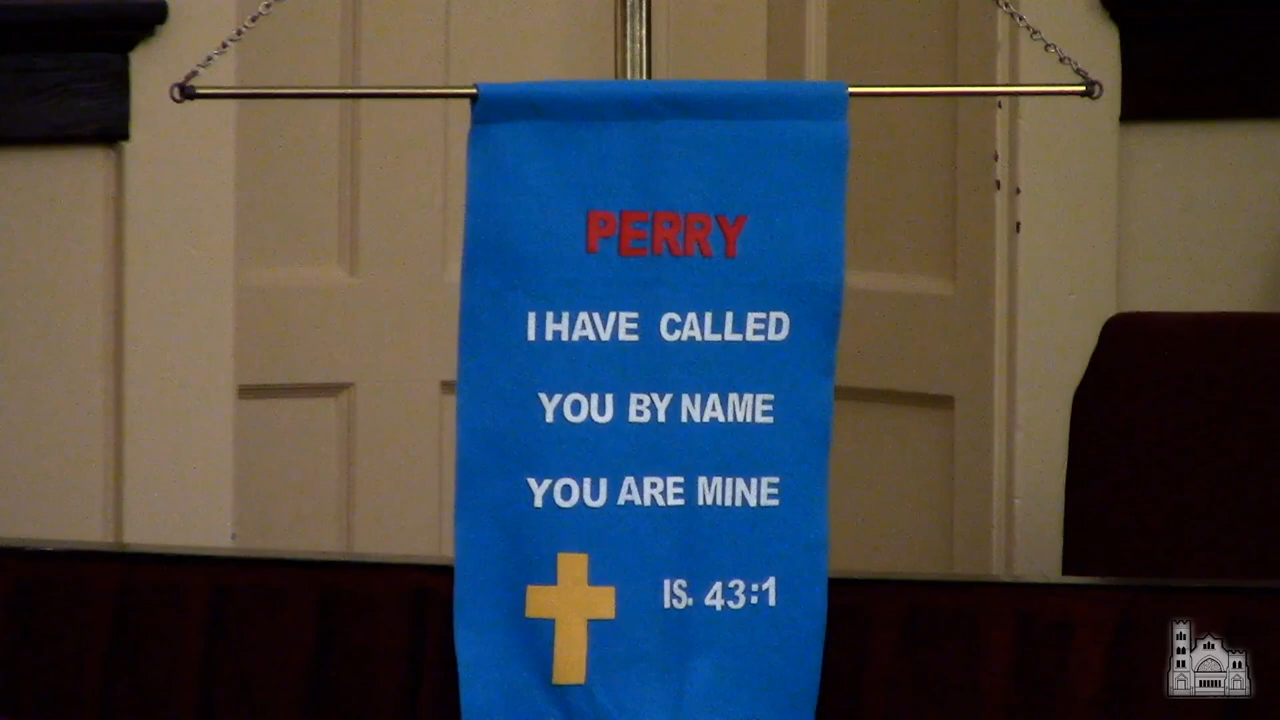 PERRY
I HAVE CALLED
YOU BY NAME
YOU ARE MINE
IS. 43:1